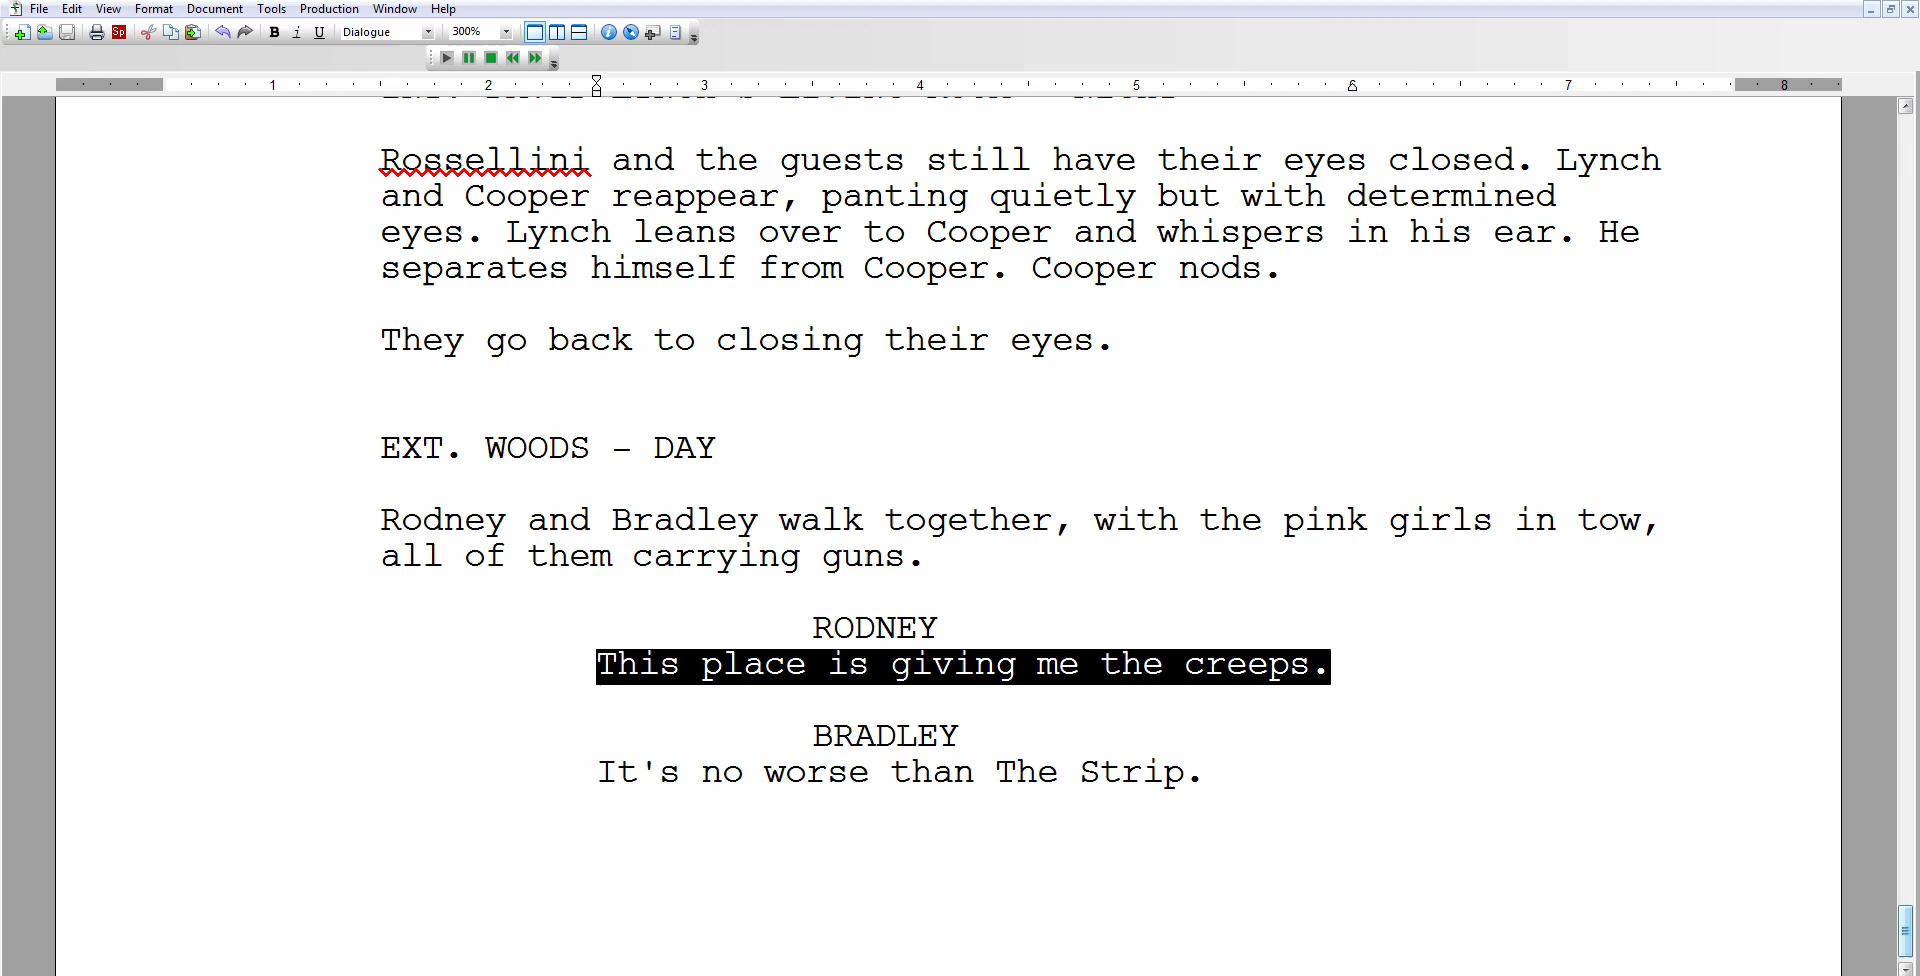 File Edit View Format Document Tools Production Window Help
Sp B i U Dialogue 300%
1 2 3 4 5 7 8
Rossellini and the guests still have their eyes closed. Lynch
and Cooper reappear, panting quietly but with determined
eyes. Lynch leans over to Cooper and whispers in his ear. He
separates himself from Cooper. Cooper nods.
They go back to closing their eyes.
EXT. WOODS - DAY
Rodney and Bradley walk together, with the pink girls in tow,
all of them carrying guns.
RODNEY
This place is giving me the creeps.
BRADLEY
It's no worse than The Strip.